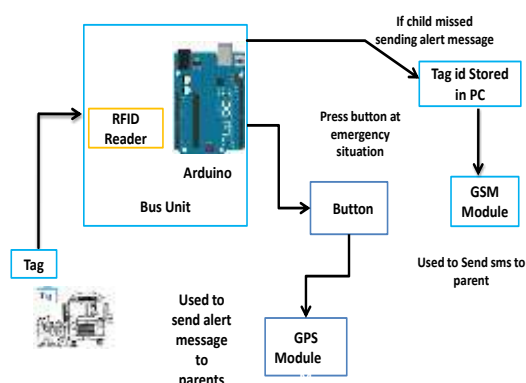 If child missed
sending alert message
Tag id Stored
in PC
RFID
Reader
Press button at
emergency
situation
Arduino
Bus Unit
Button
GSM
Module
Tag
Used to Send sms to
parent
Used to
send alert
message
to
parents
GPS
Module